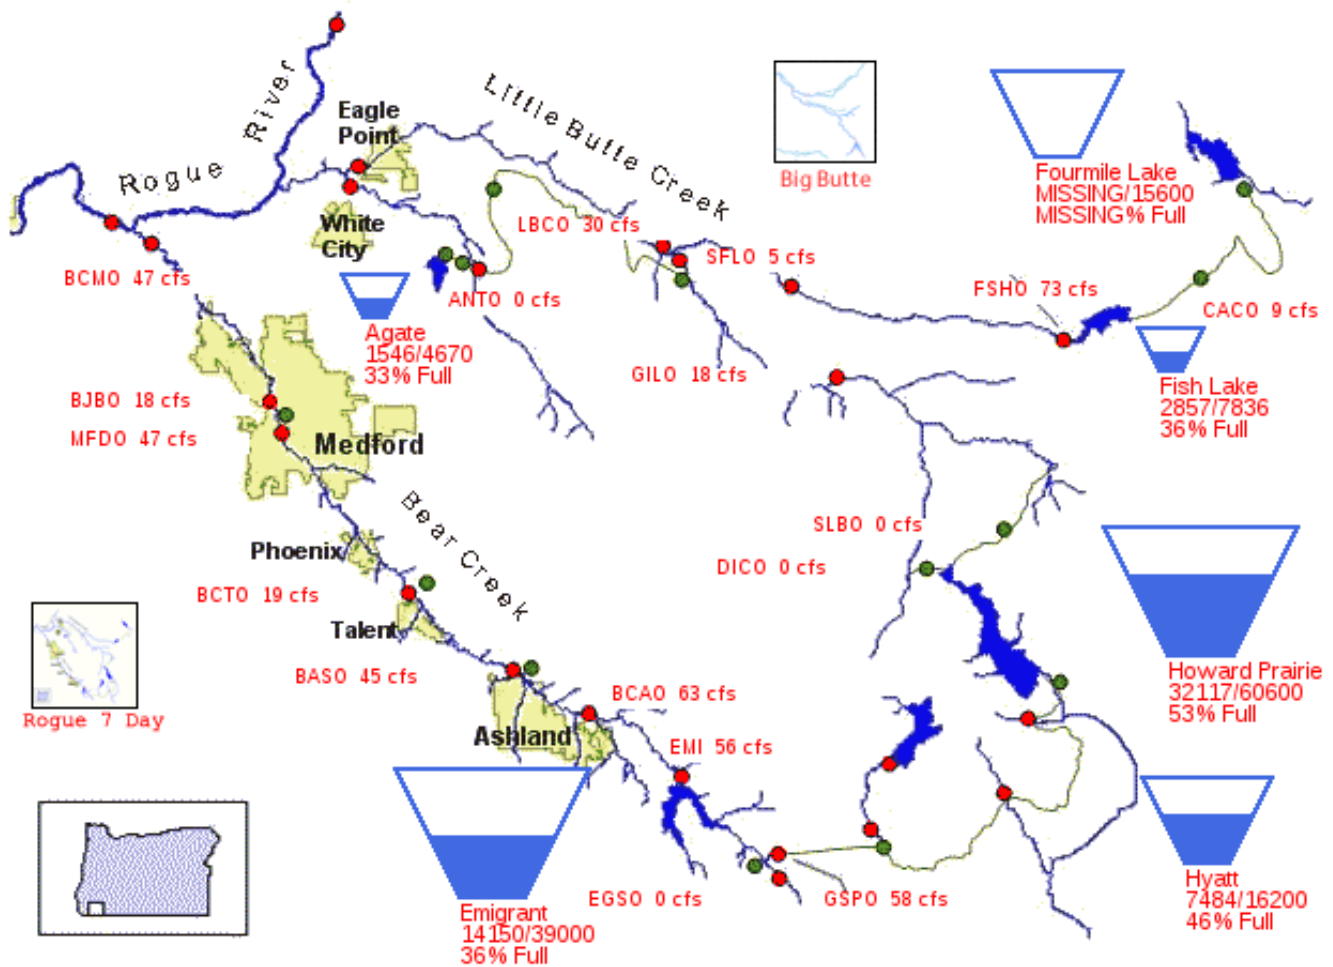 Eagle
Point
Rogue River
Little Butte Creek
Big Butte
Fourmile Lake
MISSING/15600
MISSING% Full
White
City
LBCO 30 cfs
SFLO 5 cfs
BCMO 47 cfs
ANTO 0 cfs
FSHO 73 cfs
CACO 9 cfs
Agate
1546/4670
33% Full
GILO 18 cfs
Fish Lake
2857/7836
36% Full
BJBO 18 cfs
MFDO 47 cfs
Medford
Bear Creek
SLBO 0 cfs
Phoenix
DICO 0 cfs
BCTO 19 cfs
Talent
Howard Prairie
32117/60600
53% Full
BASO 45 cfs
BCAO 63 cfs
Rogue 7 Day
Ashland
EMI 56 cfs
EGSO 0 cfs
GSPO 58 cfs
Hyatt
7484/16200
46% Full
Emigrant
14150/39000
36% Full